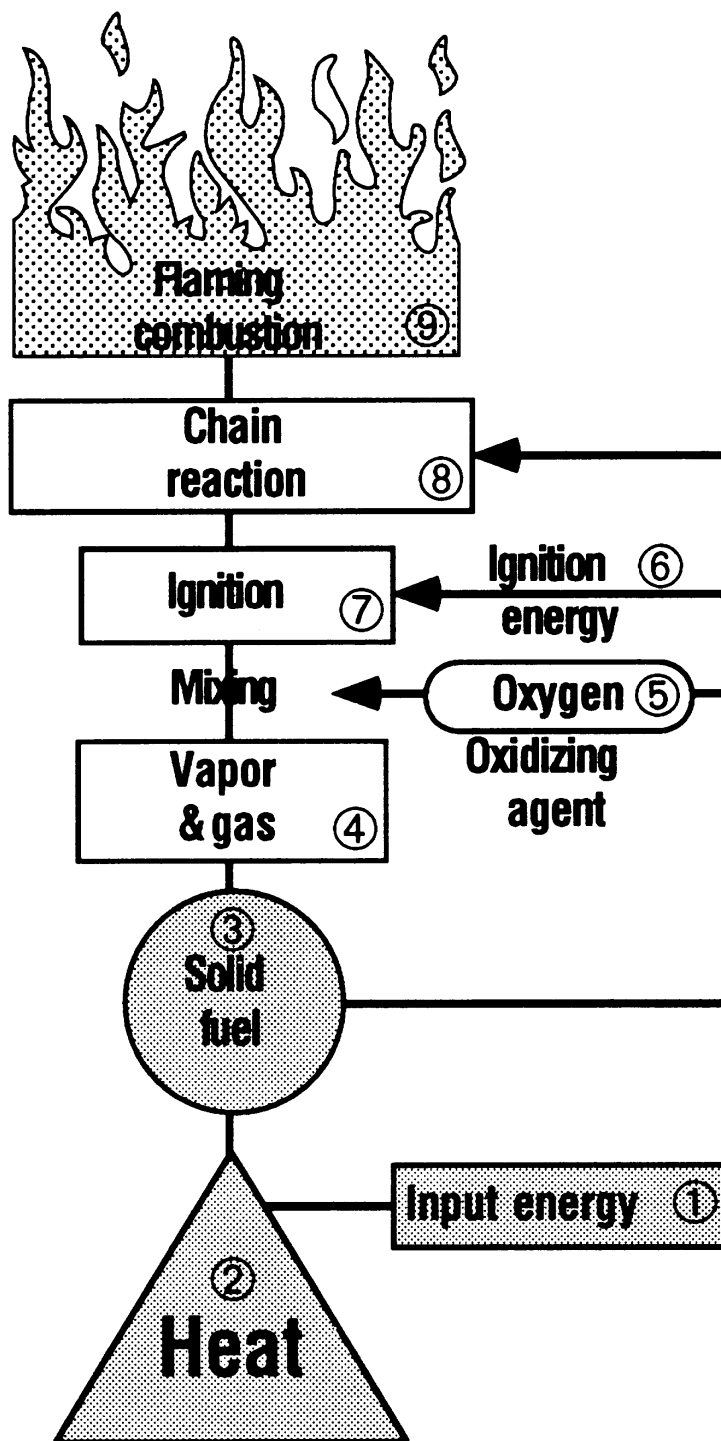 Flaming
combustion ⑨
Chain
reaction ⑧
Ignition ⑦
Ignition ⑥
energy
Mixing
Oxygen ⑤
Oxidizing
agent
Vapor
& gas ④
③
Solid
fuel
Input energy ①
②
Heat